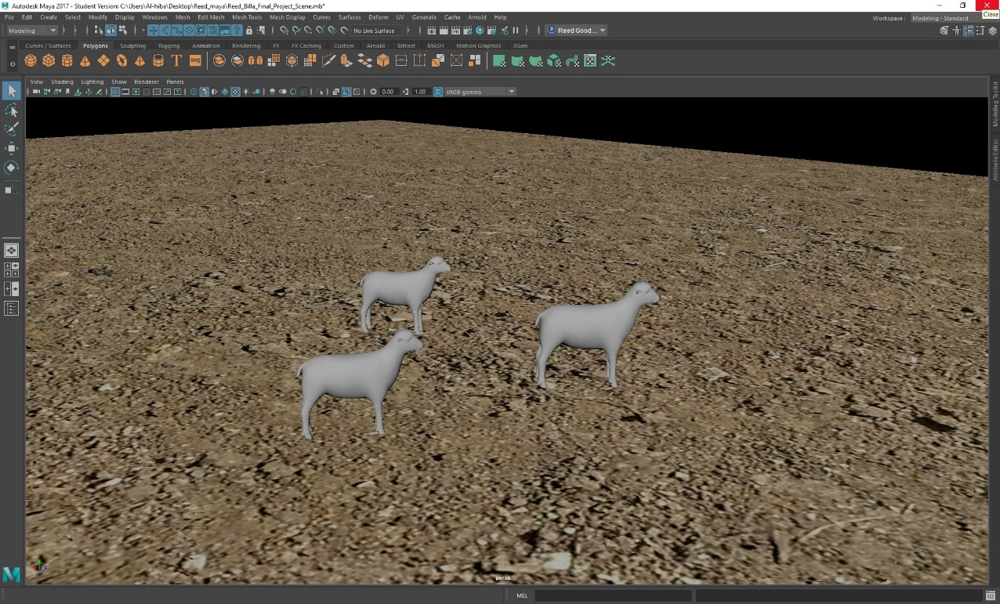 Autodesk Maya 2017 - Student Version: C:\Users\Al-hiba\Desktop\Reed_maya\Reed_Billa_Final_Project_Scene.mb*
File Edit Create Select Modify Display Windows Mesh Edit Mesh Mesh Tools Mesh Display Curves Surfaces Deform UV Generate Cache Arnold Help
Workspace : Modeling - Standard
Close
Modeling No Live Surface Reed Good...
Curves / Surfaces Polygons Sculpting Rigging Animation Rendering FX FX Caching Custom Arnold Bifrost MASH Motion Graphics XGen
T SVG
View Shading Lighting Show Renderer Panels
0.00 1.00 sRGB gamma
Modeling Toolkit
Attribute Editor
persp
MEL